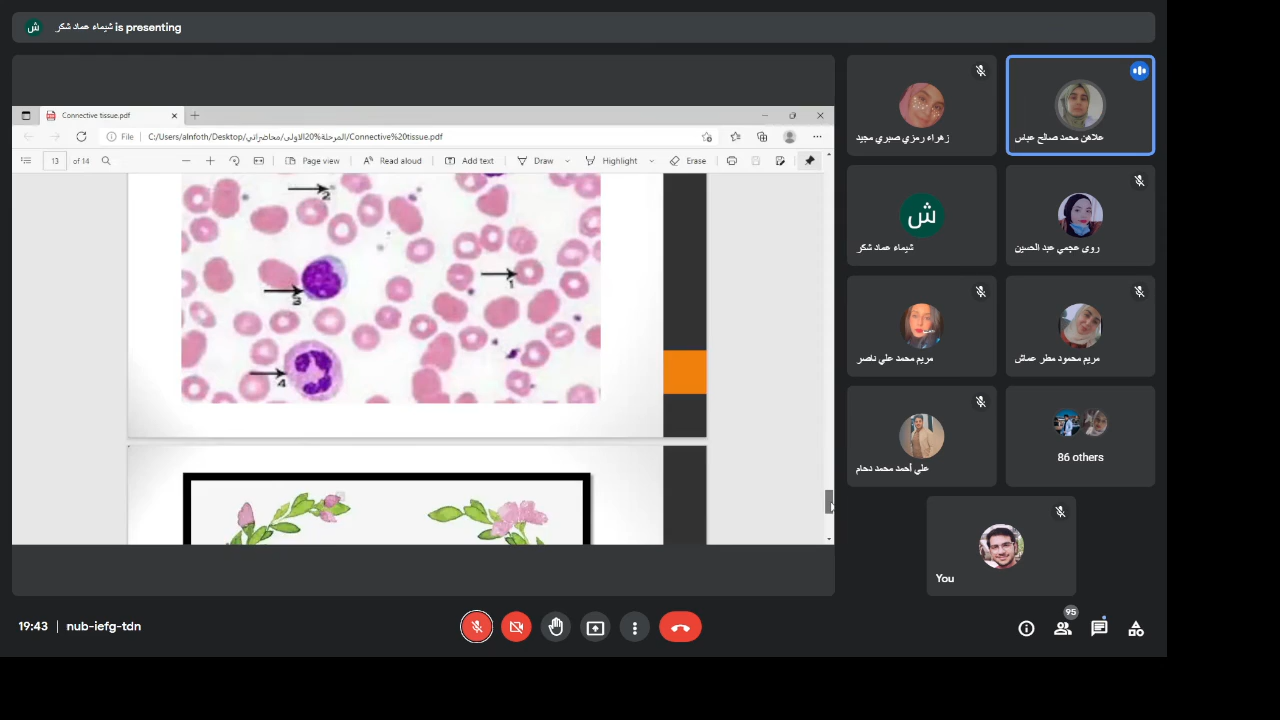 شيماء عماد شكر is presenting
Connective tissue.pdf
File
C:/Users/alnfoth/Desktop/محاضراتي/المرحلة%20الاولى/Connective%20tissue.pdf
13 of 14
Page view
Read aloud
Add text
Draw
Highlight
Erase
2
1
3
4
زهراء رمزي صبري مجيد
علاهن محمد صالح عباس
ش
شيماء عماد شكر
روى عجمي عبد الحسين
مريم محمد علي ناصر
مريم محمود مطر عماش
علي أحمد محمد دحام
86 others
You
19:43 | nub-iefg-tdn
95